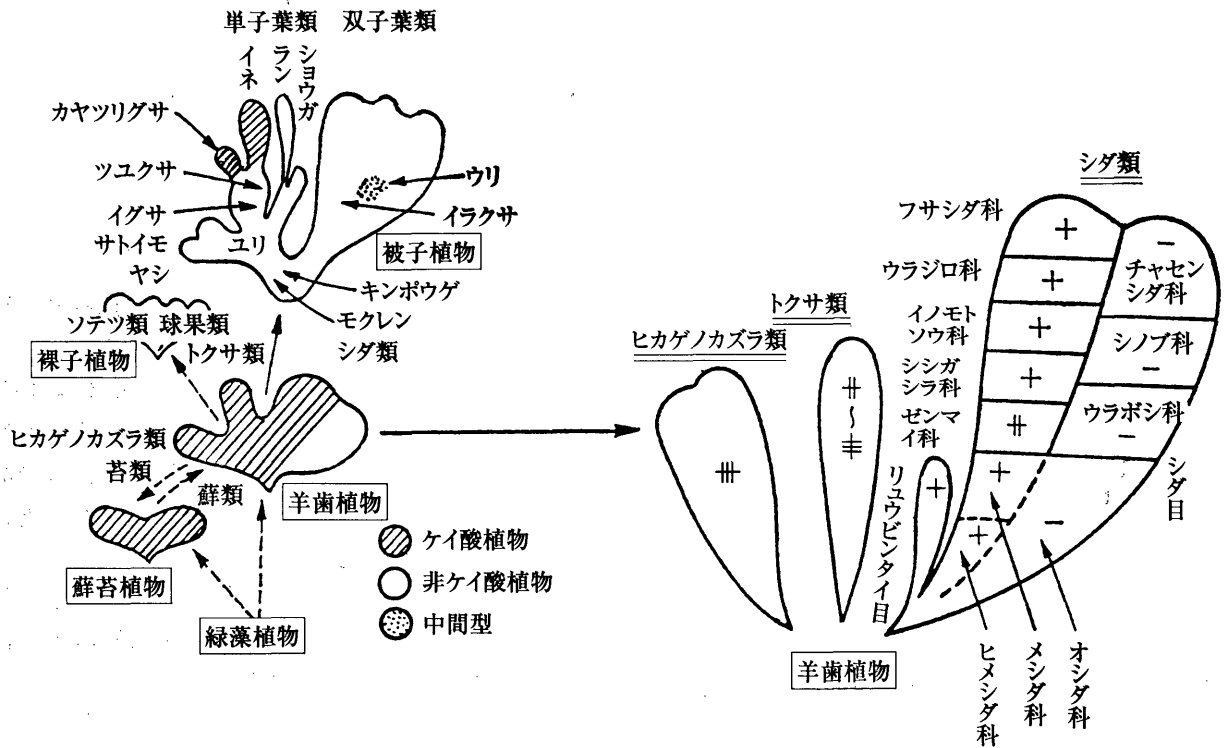 単子葉類 双子葉類
イネ
ラン
ショウガ
カヤツリグサ
ツユクサ
イグサ
サトイモ
ヤシ
ユリ
ウリ
イラクサ
被子植物
キンポウゲ
モクレン
ソテツ類 球果類
裸子植物
トクサ類
シダ類
ヒカゲノカズラ類
苔類
蘚類
羊歯植物
蘚苔植物
緑藻植物
ケイ酸植物
非ケイ酸植物
中間型
シダ類
トクサ類
ヒカゲノカズラ類
フサシダ科
+
ウラジロ科
+
イノモト
ソウ科
+
シシガ
シラ科
+
ゼンマ
イ科
⧺
−
チャセン
シダ科
シノブ科
−
ウラボシ科
−
⧻
⧺
〜
リュウビンタイ目
+
+
+
−
シダ目
ヒメシダ科
メシダ科
オシダ科
羊歯植物